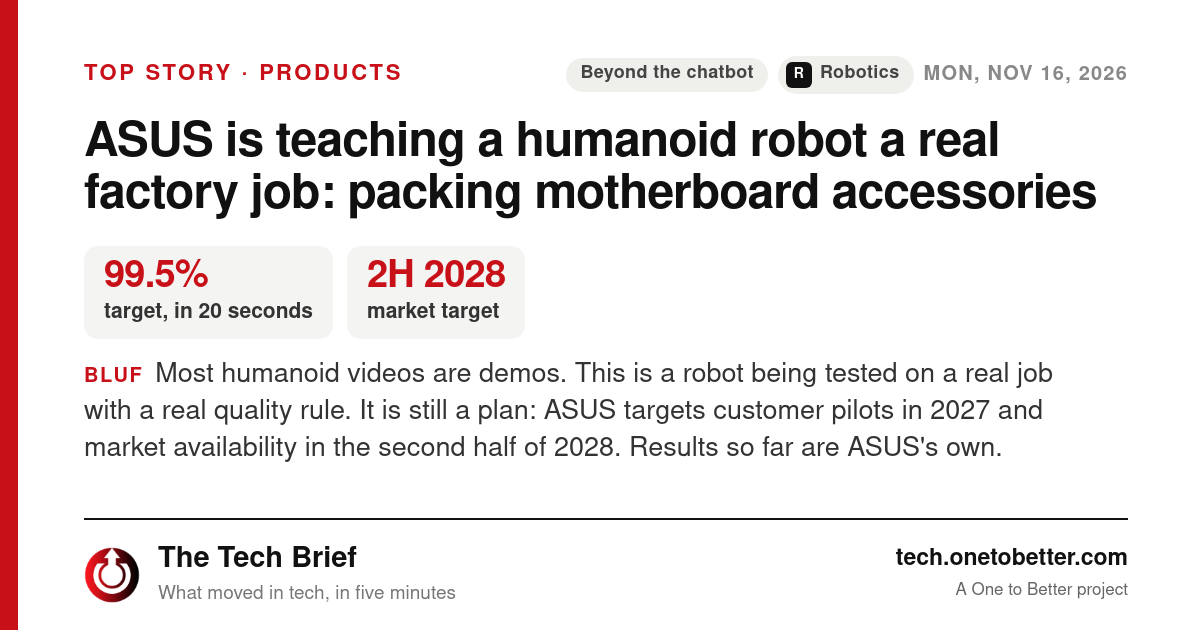 TOP STORY · PRODUCTS
Beyond the chatbot
R Robotics
MON, NOV 16, 2026
ASUS is teaching a humanoid robot a real
factory job: packing motherboard accessories
99.5%
target, in 20 seconds
2H 2028
market target
BLUF Most humanoid videos are demos. This is a robot being tested on a real job
with a real quality rule. It is still a plan: ASUS targets customer pilots in 2027 and
market availability in the second half of 2028. Results so far are ASUS's own.
The Tech Brief
What moved in tech, in five minutes
tech.onetobetter.com
A One to Better project